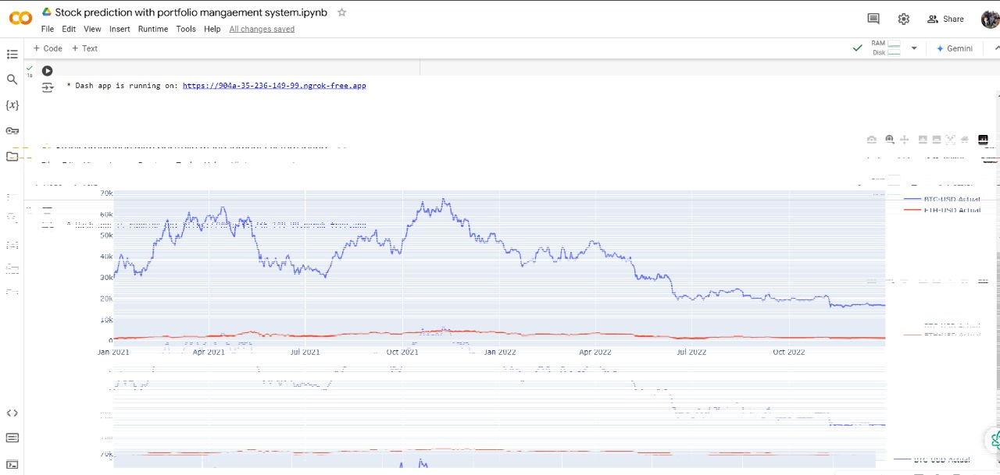 Stock prediction with portfolio mangaement system.ipynb
File Edit View Insert Runtime Tools Help All changes saved
Share
+ Code + Text
RAM
Disk
Gemini
1s
* Dash app is running on: https://904a-35-236-149-99.ngrok-free.app
{x}
70k
60k
50k
40k
30k
20k
10k
0
Jan 2021 Apr 2021 Jul 2021 Oct 2021 Jan 2022 Apr 2022 Jul 2022 Oct 2022
BTC-USD Actual
ETH-USD Actual
70k
BTC-USD Actual